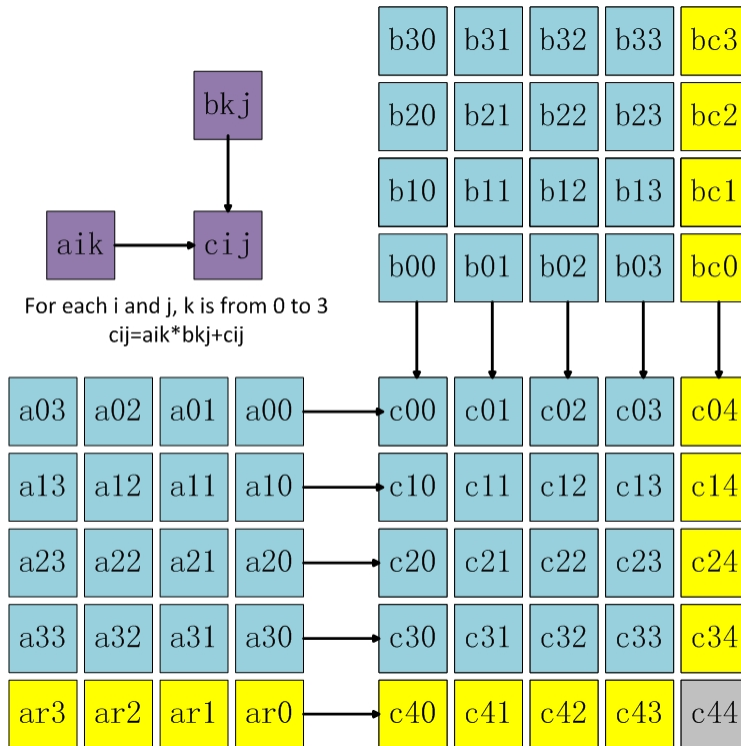 b30 b31 b32 b33 bc3
bkj
b20 b21 b22 b23 bc2
b10 b11 b12 b13 bc1
aik cij
b00 b01 b02 b03 bc0
For each i and j, k is from 0 to 3
cij=aik*bkj+cij
a03 a02 a01 a00 c00 c01 c02 c03 c04
a13 a12 a11 a10 c10 c11 c12 c13 c14
a23 a22 a21 a20 c20 c21 c22 c23 c24
a33 a32 a31 a30 c30 c31 c32 c33 c34
ar3 ar2 ar1 ar0 c40 c41 c42 c43 c44